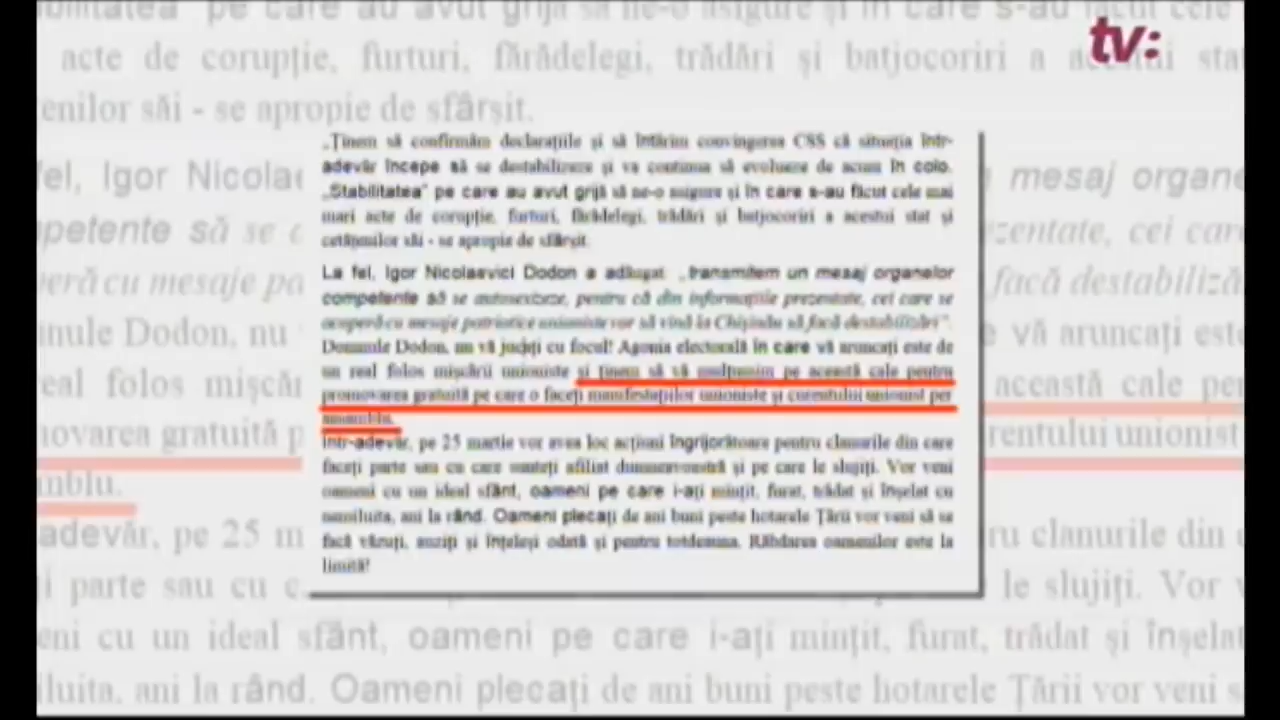 tv:
„Ținem să confirmăm declarațiile și să întărim convingerea CSS că situația într-
adevăr începe să se destabilizeze și va continua să evolueze de acum în colo.
„Stabilitatea" pe care au avut grijă să ne-o asigure și în care s-au făcut cele mai
mari acte de corupție, furturi, fărădelegi, trădări și batjocoriri a acestui stat și
cetățenilor săi - se apropie de sfârșit.
La fel, Igor Nicolaevici Dodon a adăugat „transmitem un mesaj organelor
competente să se autosesizeze, pentru că din informațiile prezentate, cei care se
acoperă cu mesaje patriotice unioniste vor să vină la Chișinău să facă destabilizări".
Domnule Dodon, nu vă jucați cu focul! Agonia electorală în care vă aruncați este de
un real folos mișcării unioniste și ținem să vă mulțumim pe această cale pentru
promovarea gratuită pe care o faceți manifestațiilor unioniste și curentului unionist per
ansamblu.
Într-adevăr, pe 25 martie vor avea loc acțiuni îngrijorătoare pentru clanurile din care
faceți parte sau cu care sunteți afiliat dumneavoastră și pe care le slujiți. Vor veni
oameni cu un ideal sfânt, oameni pe care i-ați mințit, furat, trădat și înșelat cu
nemiluita, ani la rând. Oameni plecați de ani buni peste hotarele Țării vor veni să se
facă văzuți, auziți și înțeleși odată și pentru totdeauna. Răbdarea oamenilor este la
limită!